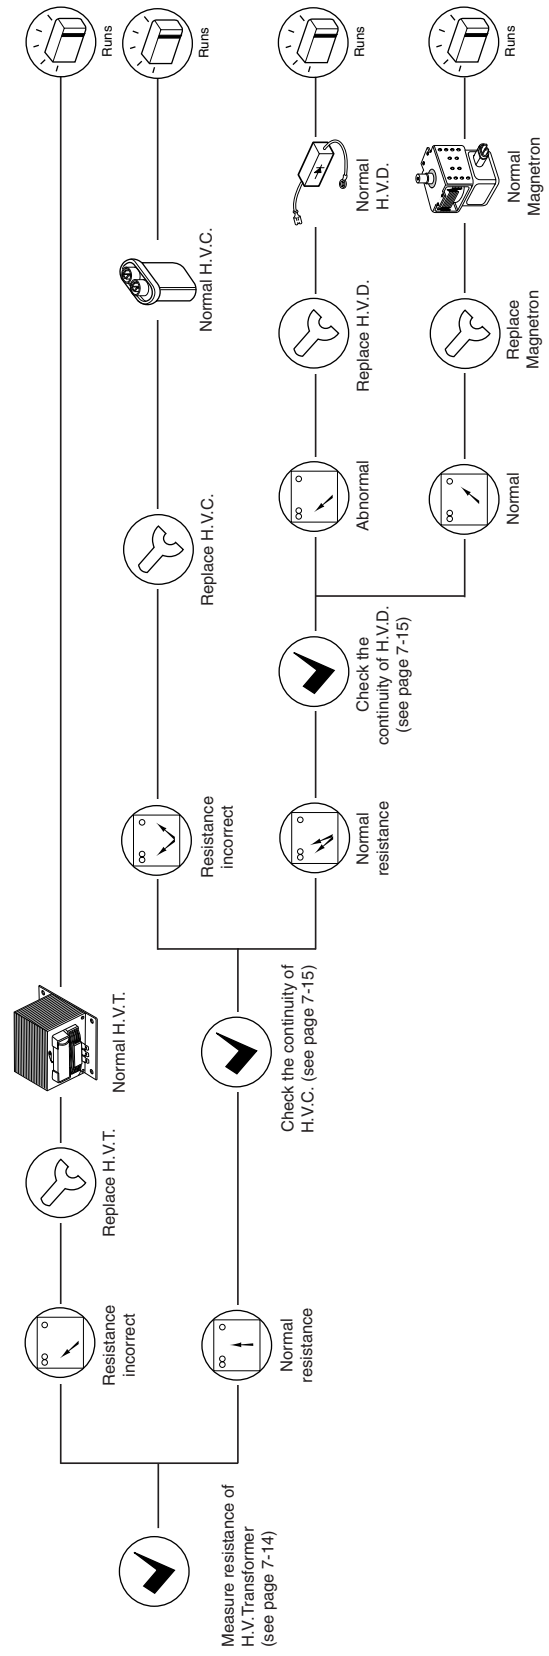 Measure resistance of
H.V.Transformer
(see page 7-14)
Resistance
incorrect
Replace H.V.T.
Normal H.V.T.
Runs
Normal
resistance
Check the continuity of
H.V.C. (see page 7-15)
Resistance
incorrect
Replace H.V.C.
Normal H.V.C.
Runs
Normal
resistance
Check the
continuity of H.V.D.
(see page 7-15)
Abnormal
Replace H.V.D.
Normal
H.V.D.
Runs
Normal
Replace
Magnetron
Normal
Magnetron
Runs